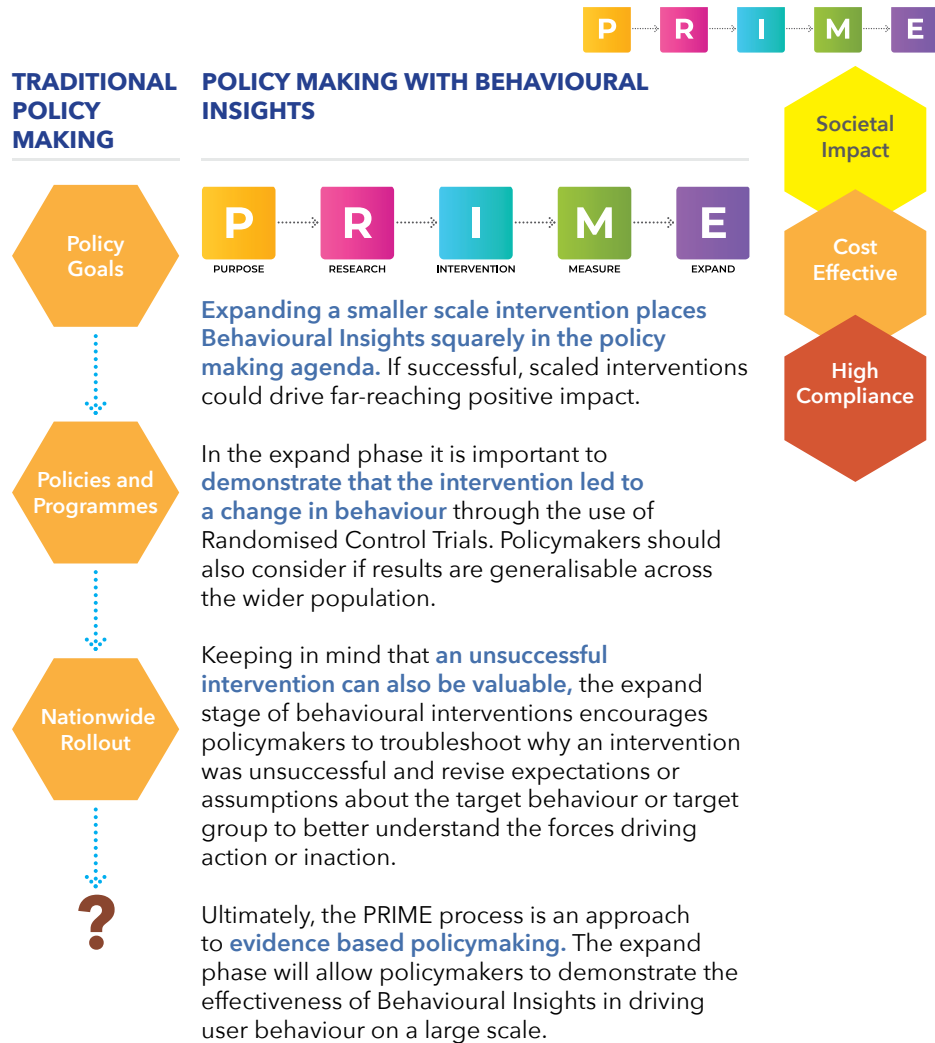 P R I M E
TRADITIONAL
POLICY
MAKING
Policy
Goals
Policies and
Programmes
Nationwide
Rollout
?
POLICY MAKING WITH BEHAVIOURAL
INSIGHTS
P R I M E
PURPOSE RESEARCH INTERVENTION MEASURE EXPAND
Expanding a smaller scale intervention places
Behavioural Insights squarely in the policy
making agenda. If successful, scaled interventions
could drive far-reaching positive impact.
In the expand phase it is important to
demonstrate that the intervention led to
a change in behaviour through the use of
Randomised Control Trials. Policymakers should
also consider if results are generalisable across
the wider population.
Keeping in mind that an unsuccessful
intervention can also be valuable, the expand
stage of behavioural interventions encourages
policymakers to troubleshoot why an intervention
was unsuccessful and revise expectations or
assumptions about the target behaviour or target
group to better understand the forces driving
action or inaction.
Ultimately, the PRIME process is an approach
to evidence based policymaking. The expand
phase will allow policymakers to demonstrate the
effectiveness of Behavioural Insights in driving
user behaviour on a large scale.
Societal
Impact
Cost
Effective
High
Compliance